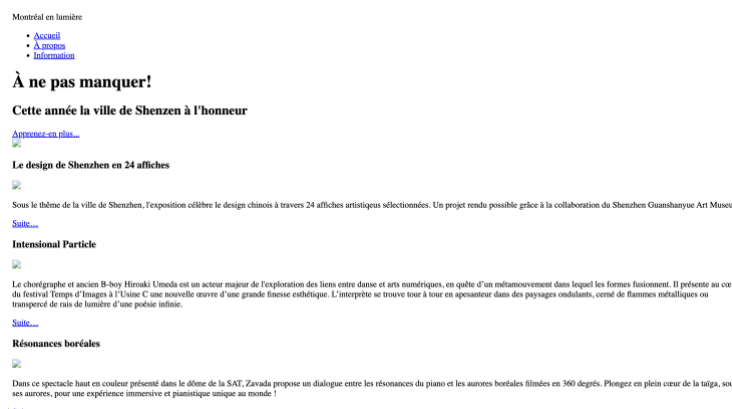 Montréal en lumière
Accueil
À propos
Information
À ne pas manquer!
Cette année la ville de Shenzen à l'honneur
Apprenez-en plus...
Le design de Shenzhen en 24 affiches
Sous le thême de la ville de Shenzhen, l'exposition célèbre le design chinois à travers 24 affiches artistiqeus sélectionnées. Un projet rendu possible grâce à la collaboration du Shenzhen Guanshanyue Art Museu
Suite…
Intensional Particle
Le chorégraphe et ancien B-boy Hiroaki Umeda est un acteur majeur de l'exploration des liens entre danse et arts numériques, en quête d’un métamouvement dans lequel les formes fusionnent. Il présente au cœ
du festival Temps d’Images à l’Usine C une nouvelle œuvre d’une grande finesse esthétique. L’interprète se trouve tour à tour en apesanteur dans des paysages ondulants, cerné de flammes métalliques ou
transpercé de rais de lumière d’une poésie infinie.
Suite…
Résonances boréales
Dans ce spectacle haut en couleur présenté dans le dôme de la SAT, Zavada propose un dialogue entre les résonances du piano et les aurores boréales filmées en 360 degrés. Plongez en plein cœur de la taïga, sou
ses aurores, pour une expérience immersive et pianistique unique au monde !